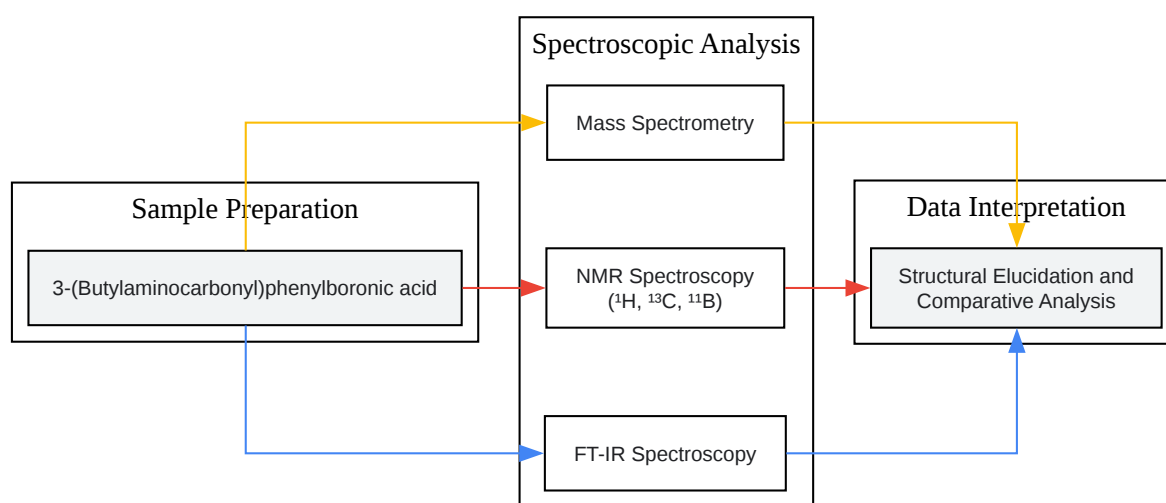 Spectroscopic Analysis
Mass Spectrometry
Sample Preparation
3-(Butylaminocarbonyl)phenylboronic acid
NMR Spectroscopy
(¹H, ¹³C, ¹¹B)
FT-IR Spectroscopy
Data Interpretation
Structural Elucidation and
Comparative Analysis